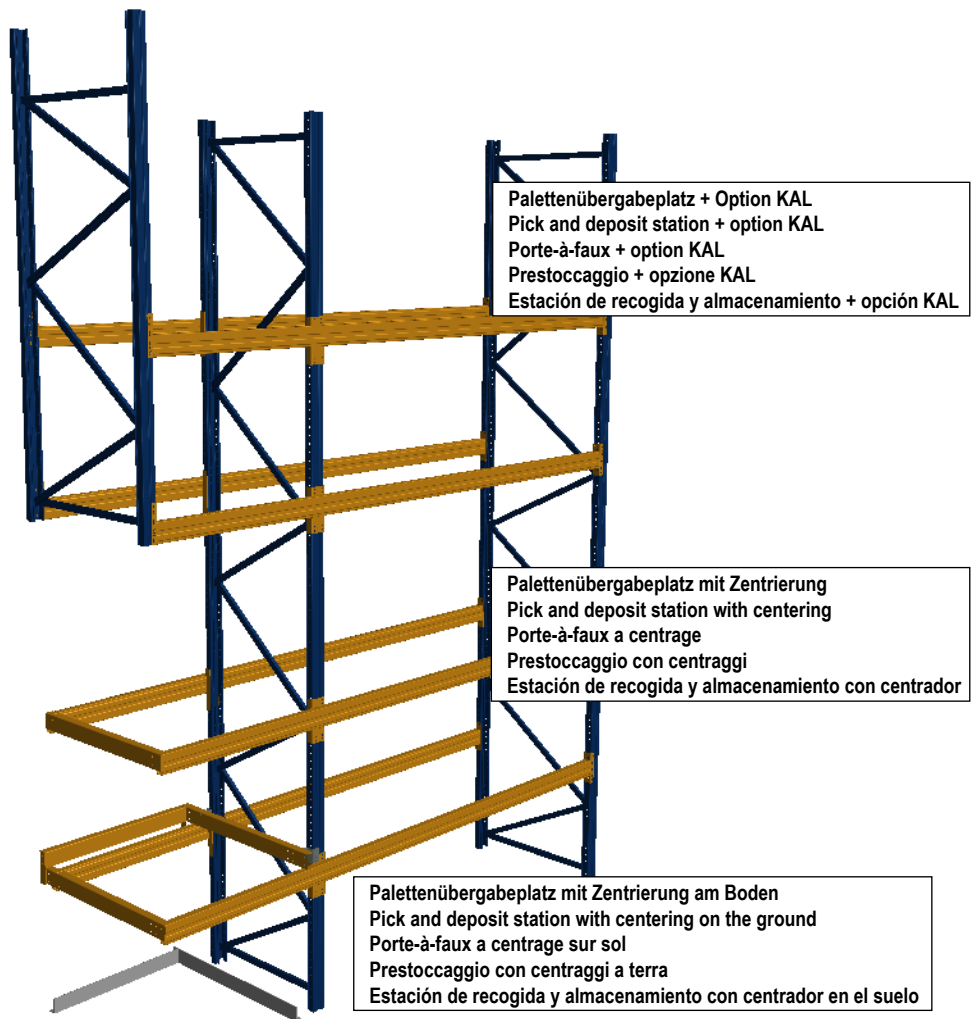 Palettenübergabeplatz + Option KAL
Pick and deposit station + option KAL
Porte-à-faux + option KAL
Prestoccaggio + opzione KAL
Estación de recogida y almacenamiento + opción KAL
Palettenübergabeplatz mit Zentrierung
Pick and deposit station with centering
Porte-à-faux a centrage
Prestoccaggio con centraggi
Estación de recogida y almacenamiento con centrador
Palettenübergabeplatz mit Zentrierung am Boden
Pick and deposit station with centering on the ground
Porte-à-faux a centrage sur sol
Prestoccaggio con centraggi a terra
Estación de recogida y almacenamiento con centrador en el suelo